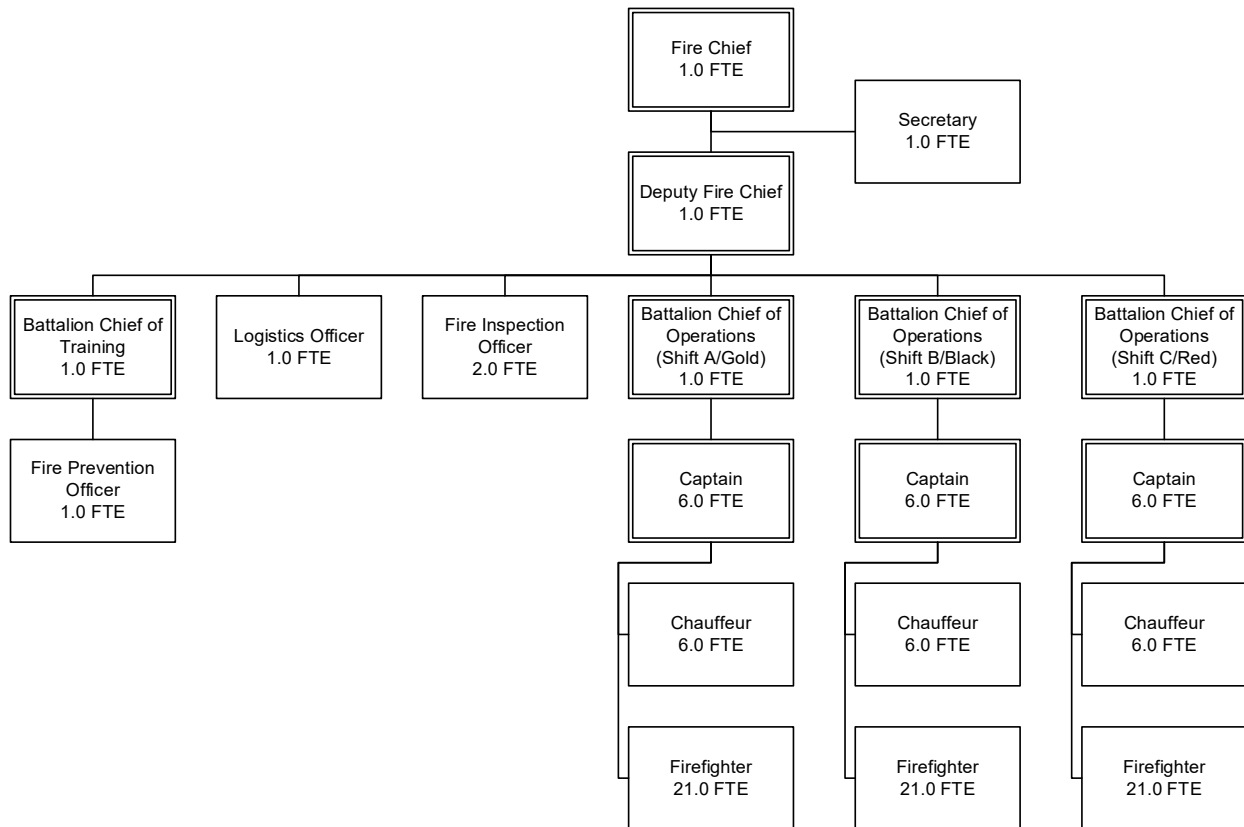 Fire Chief
1.0 FTE
Secretary
1.0 FTE
Deputy Fire Chief
1.0 FTE
Battalion Chief of
Training
1.0 FTE
Logistics Officer
1.0 FTE
Fire Inspection
Officer
2.0 FTE
Battalion Chief of
Operations
(Shift A/Gold)
1.0 FTE
Battalion Chief of
Operations
(Shift B/Black)
1.0 FTE
Battalion Chief of
Operations
(Shift C/Red)
1.0 FTE
Fire Prevention
Officer
1.0 FTE
Captain
6.0 FTE
Captain
6.0 FTE
Captain
6.0 FTE
Chauffeur
6.0 FTE
Chauffeur
6.0 FTE
Chauffeur
6.0 FTE
Firefighter
21.0 FTE
Firefighter
21.0 FTE
Firefighter
21.0 FTE